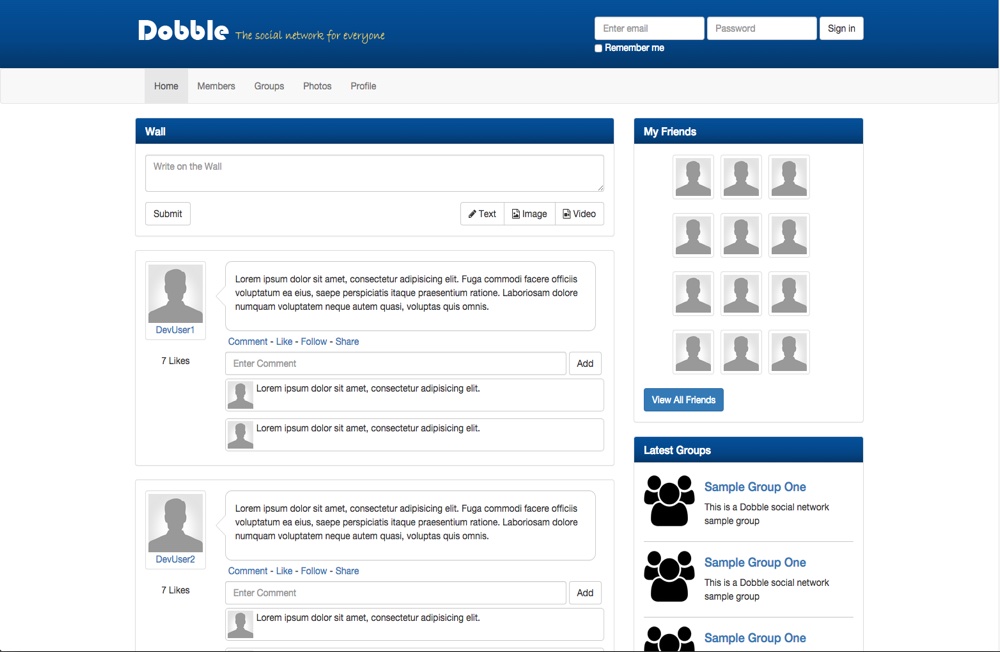 Dobble The social network for everyone
Enter email Password Sign in
Remember me
Home Members Groups Photos Profile
Wall
Write on the Wall
Submit Text Image Video
DevUser1
7 Likes
Lorem ipsum dolor sit amet, consectetur adipisicing elit. Fuga commodi facere officiis
voluptatum ea eius, saepe perspiciatis itaque praesentium ratione. Laboriosam dolore
numquam voluptatem neque autem quasi, voluptas quis omnis.
Comment - Like - Follow - Share
Enter Comment Add
Lorem ipsum dolor sit amet, consectetur adipisicing elit.
Lorem ipsum dolor sit amet, consectetur adipisicing elit.
DevUser2
7 Likes
Lorem ipsum dolor sit amet, consectetur adipisicing elit. Fuga commodi facere officiis
voluptatum ea eius, saepe perspiciatis itaque praesentium ratione. Laboriosam dolore
numquam voluptatem neque autem quasi, voluptas quis omnis.
Comment - Like - Follow - Share
Enter Comment Add
Lorem ipsum dolor sit amet, consectetur adipisicing elit.
My Friends
View All Friends
Latest Groups
Sample Group One
This is a Dobble social network
sample group
Sample Group One
This is a Dobble social network
sample group
Sample Group One